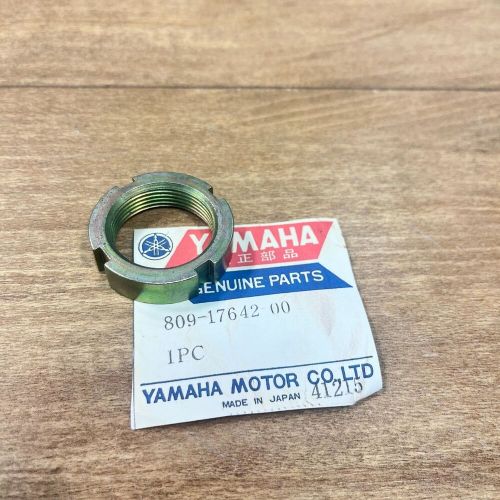 YAMAHA
正部品
GENUINE PARTS
809-17642 00
1PC
YAMAHA MOTOR CO.,LTD
MADE IN JAPAN 41215